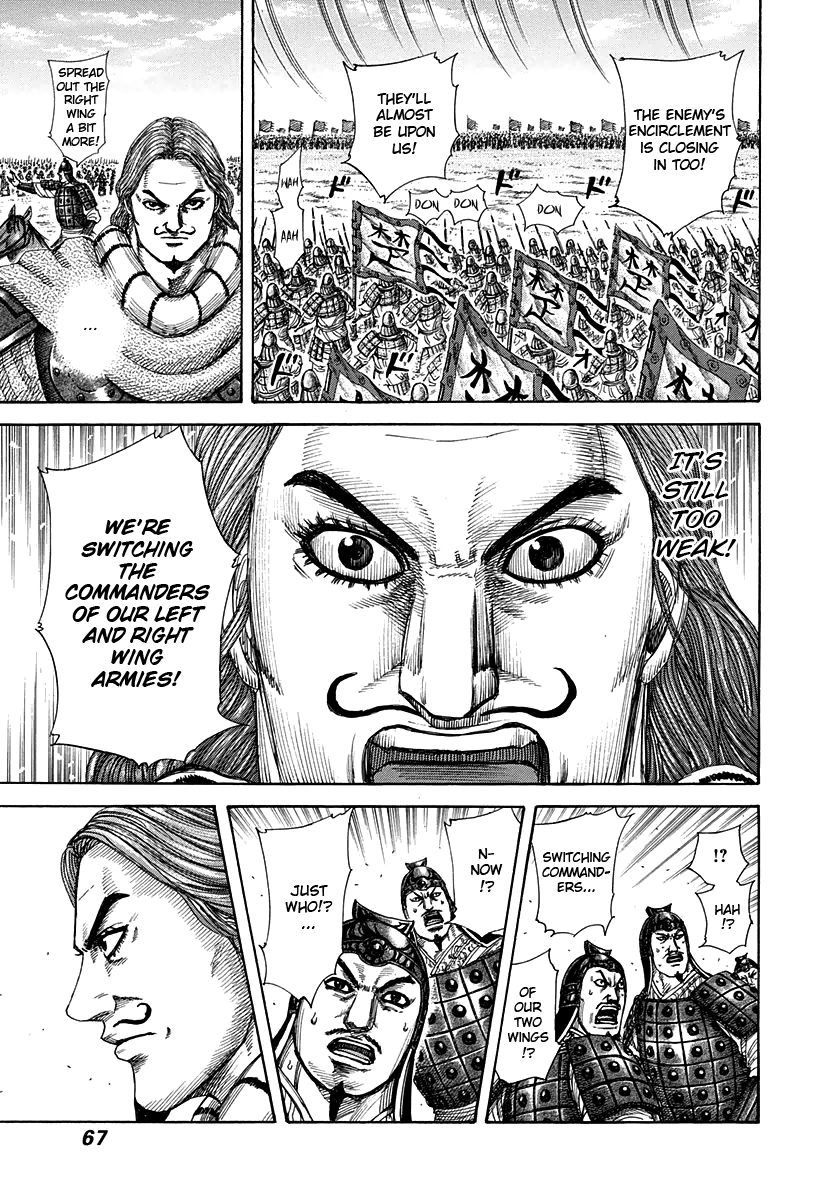 THE ENEMY'S
ENCIRCLEMENT
IS CLOSING
IN TOO!
THEY'LL
ALMOST
BE UPON
US!
ド
ド
DON
DON
DON
WAH
AAH
ド
ド
ド
SPREAD
OUT THE
RIGHT
WING
A BIT
MORE!
...
IT'S
STILL
TOO
WEAK!
WE'RE
SWITCHING
THE
COMMANDERS
OF OUR LEFT
AND RIGHT
WING
ARMIES!
!?
HAH
!?
SWITCHING
COMMAND-
ERS...
OF
OUR
TWO
WINGS
!?
N-
NOW
!?
JUST
WHO!?
...
67